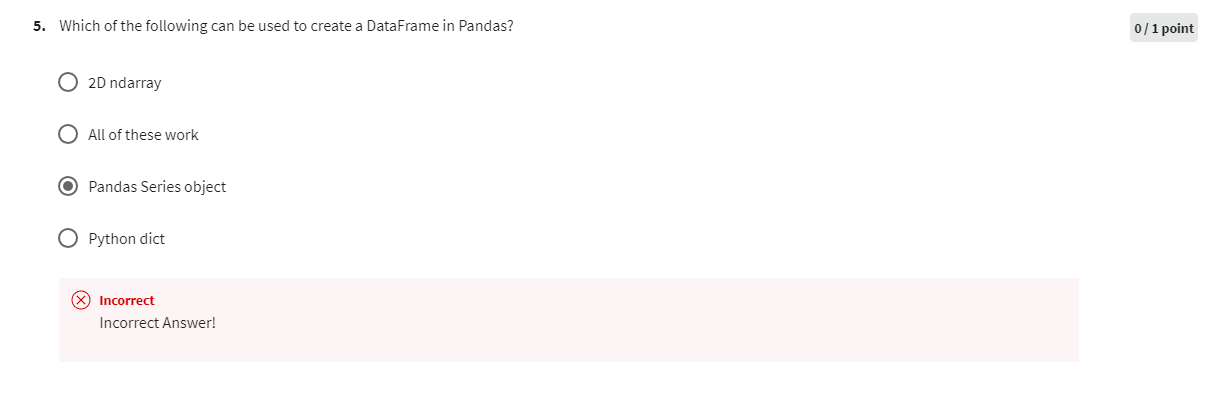 5. Which of the following can be used to create a DataFrame in Pandas?
0 / 1 point
2D ndarray
All of these work
Pandas Series object
Python dict
Incorrect
Incorrect Answer!